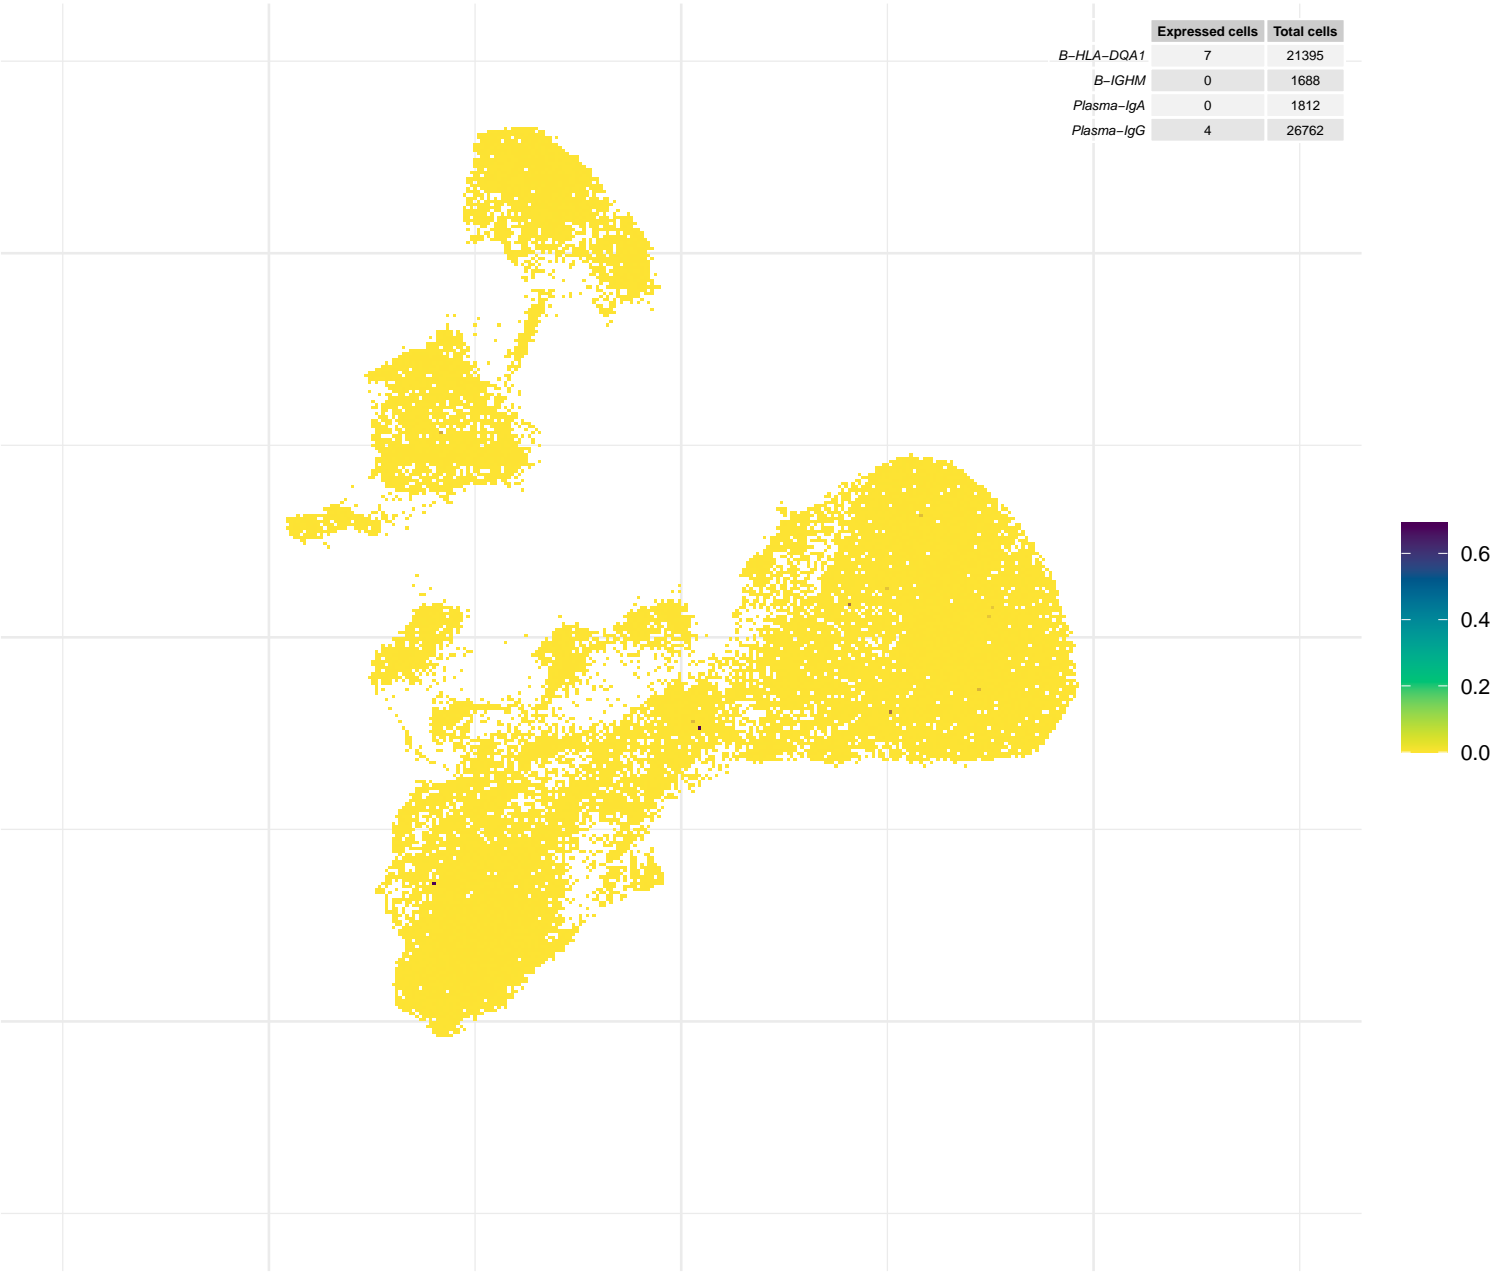 Expressed cells Total cells
B−HLA−DQA1 7 21395
B−IGHM 0 1688
Plasma−IgA 0 1812
Plasma−IgG 4 26762
0.6
0.4
0.2
0.0